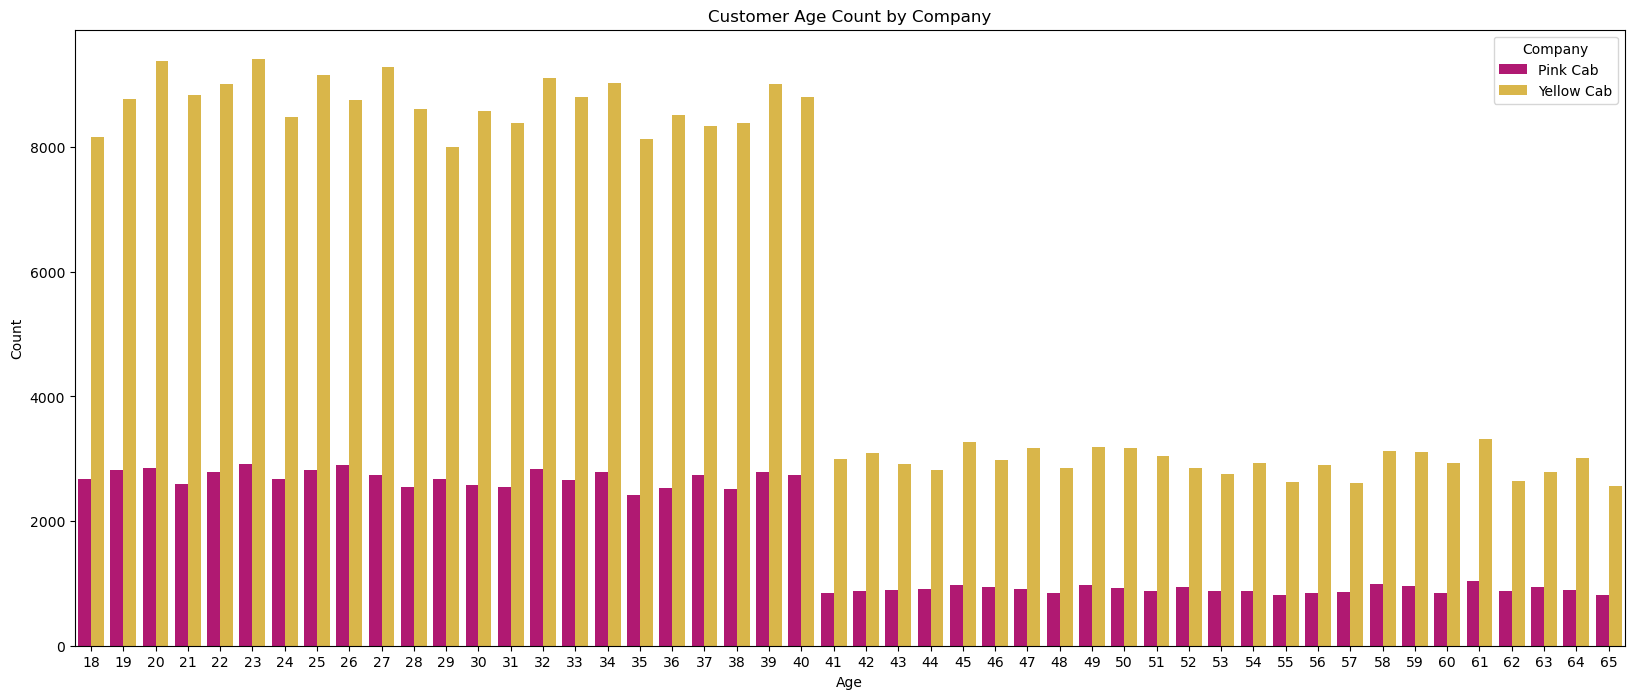 Customer Age Count by Company
Company
Pink Cab
Yellow Cab
8000
6000
4000
2000
0
Count
18 19 20 21 22 23 24 25 26 27 28 29 30 31 32 33 34 35 36 37 38 39 40 41 42 43 44 45 46 47 48 49 50 51 52 53 54 55 56 57 58 59 60 61 62 63 64 65
Age